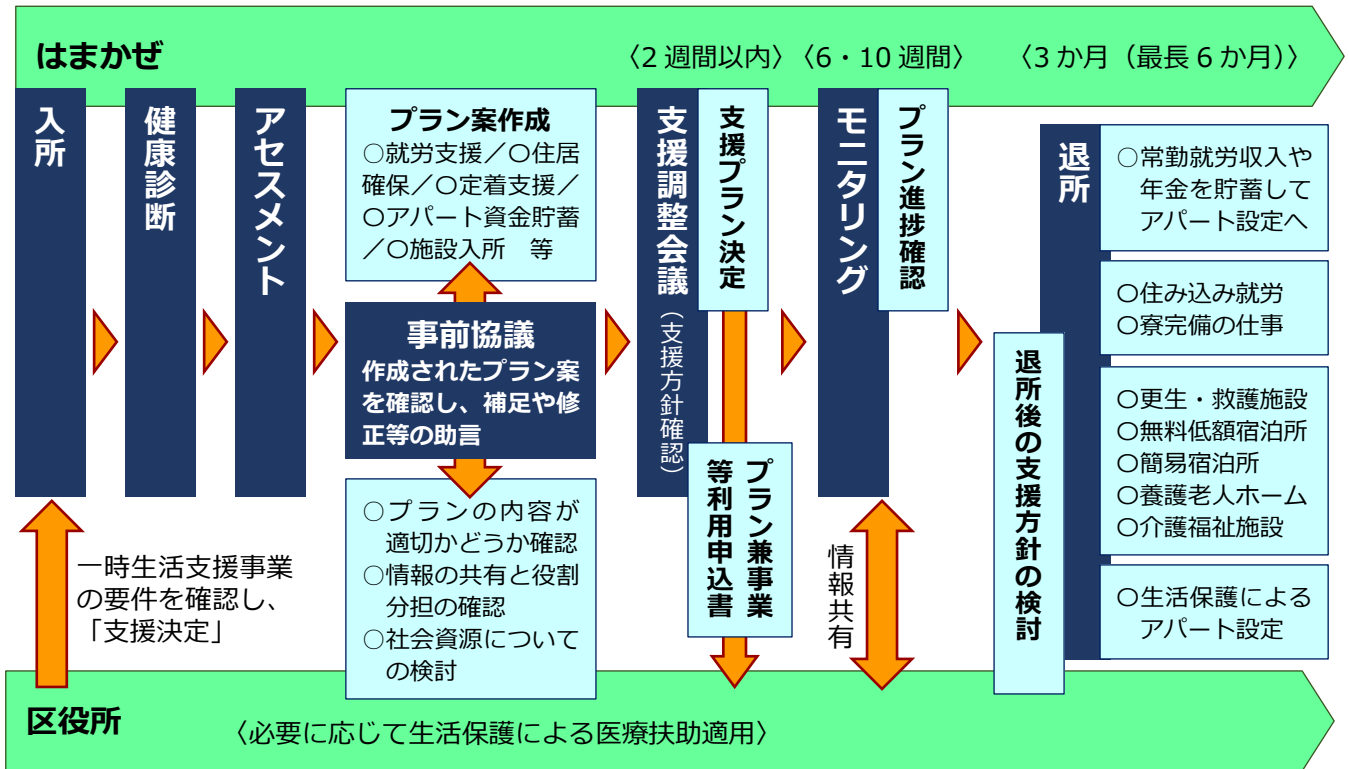 はまかぜ
〈2 週間以内〉
〈6・10 週間〉
〈3 か月（最長 6 か月）〉
入所
健康診断
アセスメント
プラン案作成
○就労支援／〇住居
確保／〇定着支援／
〇アパート資金貯蓄
／〇施設入所　等
事前協議
作成されたプラン案
を確認し、補足や修
正等の助言
○プランの内容が
適切かどうか確認
○情報の共有と役割
分担の確認
○社会資源について
の検討
支援調整会議
（支援方針確認）
支援プラン決定
プラン兼事業
等利用申込書
モニタリング
プラン進捗確認
情報共有
退所
退所後の支援方針の検討
○常勤就労収入や
年金を貯蓄して
アパート設定へ
〇住み込み就労
〇寮完備の仕事
〇更生・救護施設
〇無料低額宿泊所
〇簡易宿泊所
〇養護老人ホーム
〇介護福祉施設
〇生活保護による
アパート設定
一時生活支援事業
の要件を確認し、
「支援決定」
区役所
〈必要に応じて生活保護による医療扶助適用〉